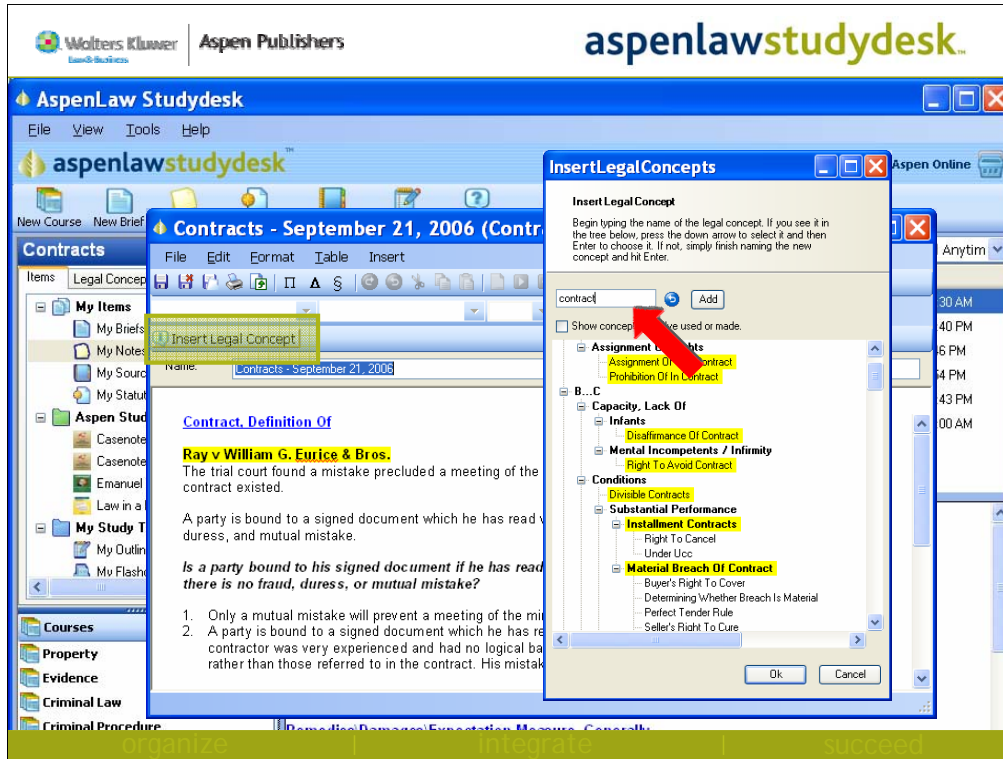 Wolters Kluwer
Law & Business
Aspen Publishers
aspenlawstudydesk™
AspenLaw Studydesk
File View Tools Help
aspenlawstudydesk™
Aspen Online
New Course New Brief
Contracts
Anytim
Items Legal Concep
My Items
My Briefs
My Notes
My Sourc
My Statut
Aspen Stud
Casenote
Casenote
Emanuel
Law in a
My Study T
My Outlin
My Flash
Courses
Property
Evidence
Criminal Law
Criminal Procedure
Contracts - September 21, 2006 (Contr
File Edit Format Table Insert
Π Δ §
Insert Legal Concept
Name: Contracts - September 21, 2006
Contract, Definition Of
Ray v William G. Eurice & Bros.
The trial court found a mistake precluded a meeting of the
contract existed.
A party is bound to a signed document which he has read
duress, and mutual mistake.
Is a party bound to his signed document if he has read
there is no fraud, duress, or mutual mistake?
1. Only a mutual mistake will prevent a meeting of the
2. A party is bound to a signed document which he has
contractor was very experienced and had no logical
rather than those referred to in the contract. His mistak
InsertLegalConcepts
Insert Legal Concept
Begin typing the name of the legal concept. If you see it in
the tree below, press the down arrow to select it and then
Enter to choose it. If not, simply finish naming the new
concept and hit Enter.
contract Add
Show concep ve used or made.
Assignment
Assignment Of Contract
Prohibition Of In Contract
B...C
Capacity, Lack Of
Infants
Disaffirmance Of Contract
Mental Incompetents / Infirmity
Right To Avoid Contract
Conditions
Divisible Contracts
Substantial Performance
Installment Contracts
Right To Cancel
Under Ucc
Material Breach Of Contract
Buyer's Right To Cover
Determining Whether Breach Is Material
Perfect Tender Rule
Seller's Right To Cure
Ok Cancel
:30 AM
:40 PM
6 PM
4 PM
:43 PM
:00 AM
Remedies\Damages\Expectation Measure, Generally
organize | integrate | succeed